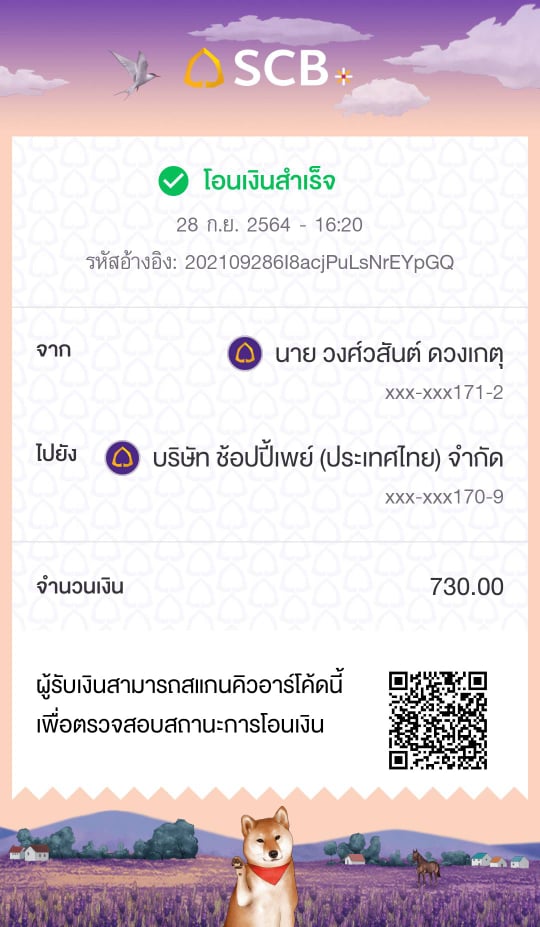 SCB
โอนเงินสำเร็จ
28 ก.ย. 2564 - 16:20
รหัสอ้างอิง: 202109286I8acjPuLsNrEYpGQ
จาก นาย วงศ์วสันต์ ดวงเกตุ
xxx-xxx171-2
ไปยัง บริษัท ช้อปปี้เพย์ (ประเทศไทย) จำกัด
xxx-xxx170-9
จำนวนเงิน 730.00
ผู้รับเงินสามารถสแกนคิวอาร์โค้ดนี้
เพื่อตรวจสอบสถานะการโอนเงิน